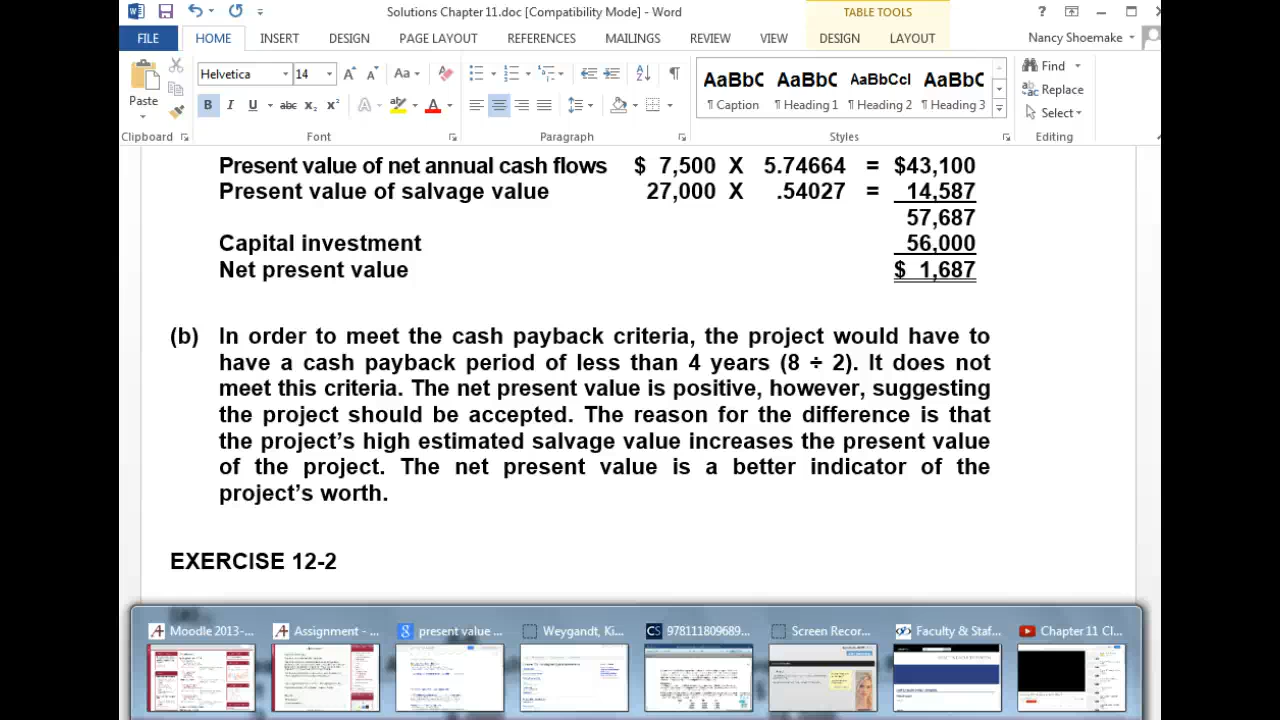 Solutions Chapter 11.doc [Compatibility Mode] - Word
TABLE TOOLS
?
FILE HOME INSERT DESIGN PAGE LAYOUT REFERENCES MAILINGS REVIEW VIEW DESIGN LAYOUT Nancy Shoemake
Paste
Helvetica 14 Aa
B I U abc x₂ x² A A
AaBbC AaBbC AaBbCcI AaBbC
¶ Caption ¶ Heading 1 ¶ Heading 2 ¶ Heading 3
Find
Replace
Select
Clipboard Font Paragraph Styles Editing
Present value of net annual cash flows $ 7,500 X 5.74664 = $43,100
Present value of salvage value 27,000 X .54027 = 14,587
57,687
Capital investment 56,000
Net present value $ 1,687
(b) In order to meet the cash payback criteria, the project would have to
have a cash payback period of less than 4 years (8 ÷ 2). It does not
meet this criteria. The net present value is positive, however, suggesting
the project should be accepted. The reason for the difference is that
the project’s high estimated salvage value increases the present value
of the project. The net present value is a better indicator of the
project’s worth.
EXERCISE 12-2
Moodle 2013-... Assignment - ... present value ... Weygandt, Ki... 978111809689... Screen Recor... Faculty & Staf... Chapter 11 Cl...